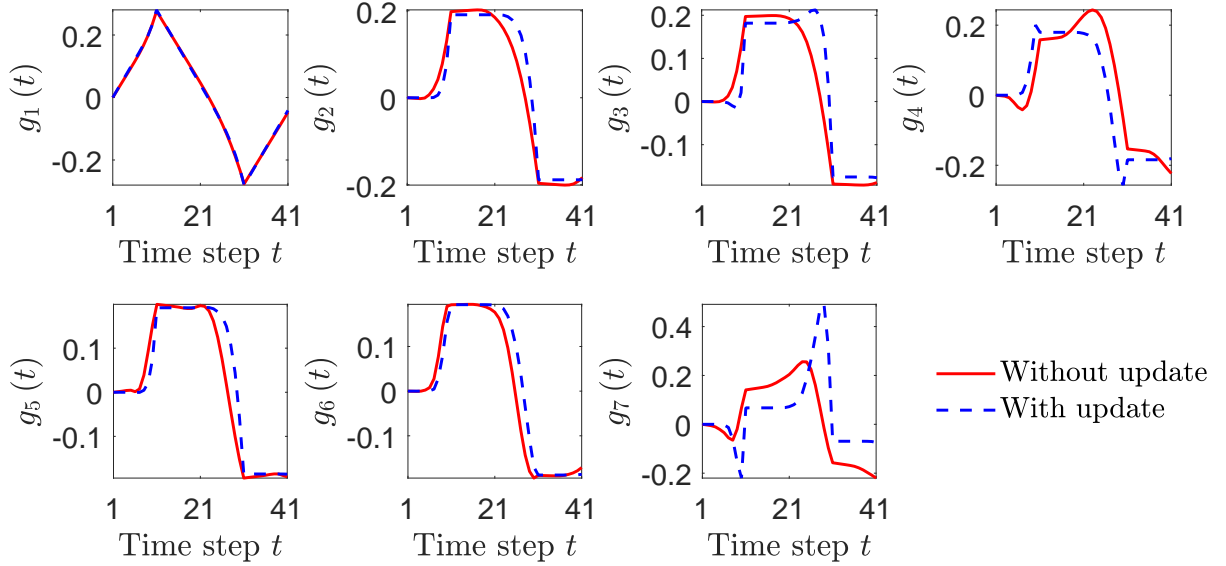 0.2
0
-0.2
g1 (t)
1 21 41
Time step t
0.2
0
-0.2
g2 (t)
1 21 41
Time step t
0.2
0.1
0
-0.1
g3 (t)
1 21 41
Time step t
0.2
0
-0.2
g4 (t)
1 21 41
Time step t
0.1
0
-0.1
g5 (t)
1 21 41
Time step t
0.1
0
-0.1
g6 (t)
1 21 41
Time step t
0.4
0.2
0
-0.2
g7 (t)
1 21 41
Time step t
Without update
With update